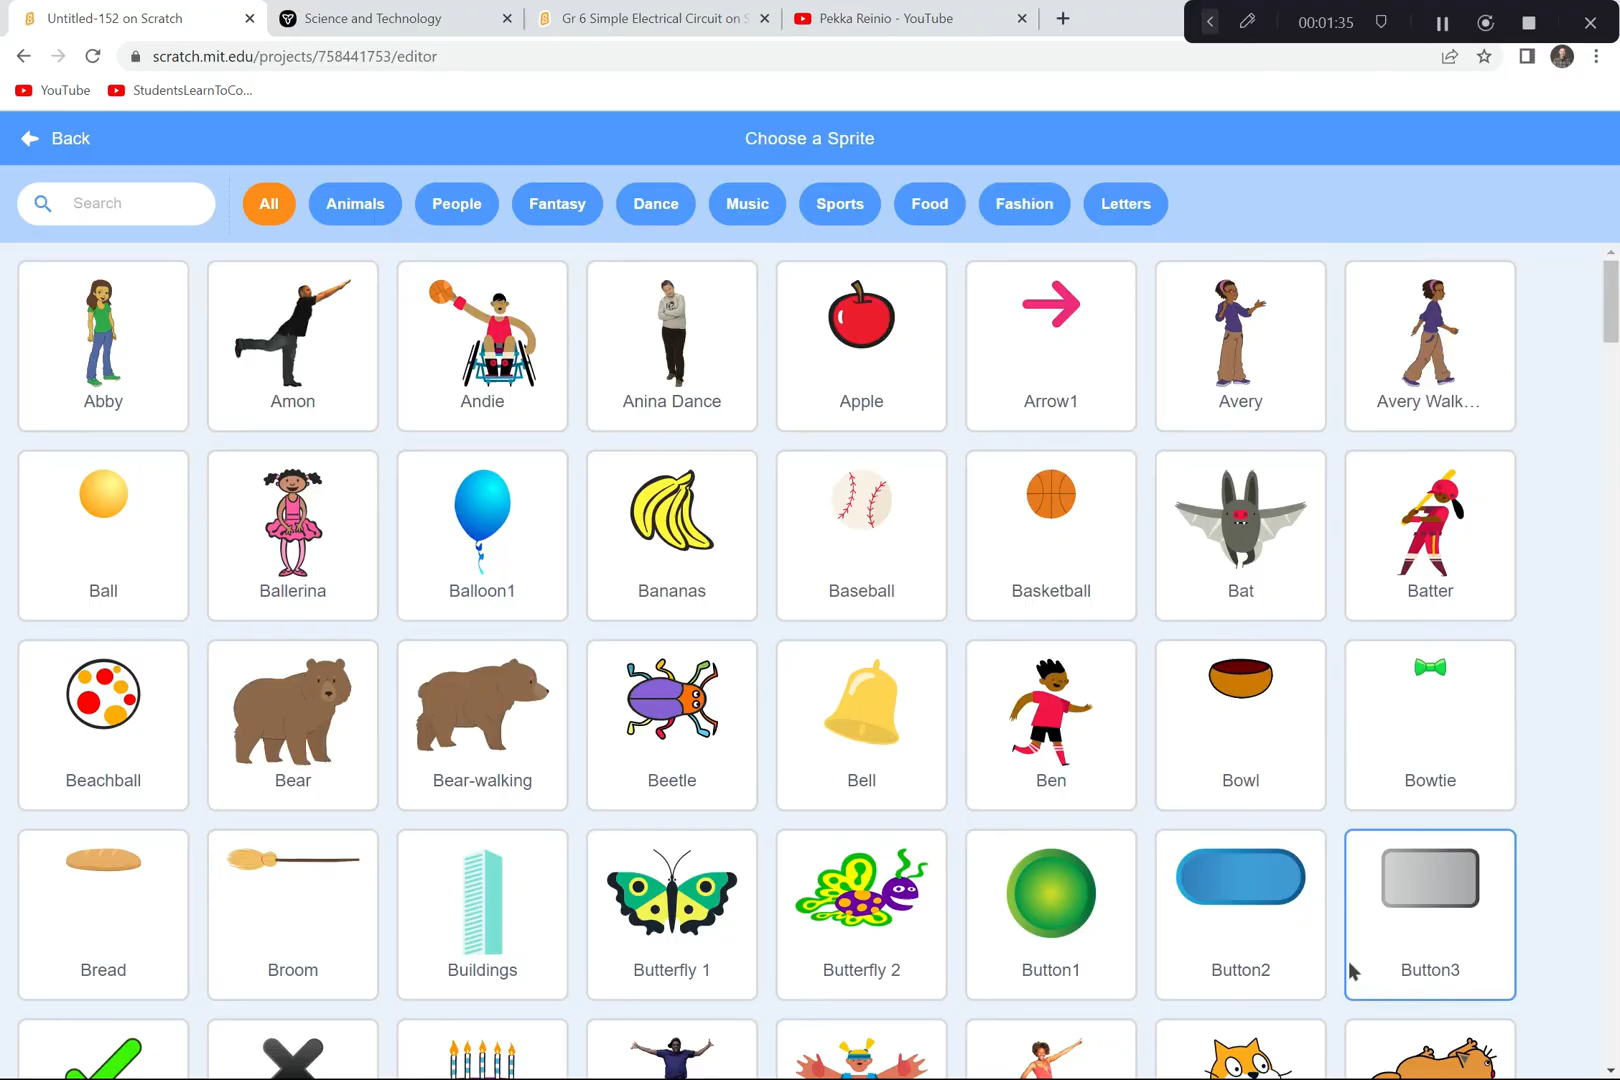 Untitled-152 on Scratch
Science and Technology
Gr 6 Simple Electrical Circuit on S
Pekka Reinio - YouTube
00:01:35
scratch.mit.edu/projects/758441753/editor
YouTube
StudentsLearnToCo...
Back
Choose a Sprite
Search
All
Animals
People
Fantasy
Dance
Music
Sports
Food
Fashion
Letters
Abby
Amon
Andie
Anina Dance
Apple
Arrow1
Avery
Avery Walk...
Ball
Ballerina
Balloon1
Bananas
Baseball
Basketball
Bat
Batter
Beachball
Bear
Bear-walking
Beetle
Bell
Ben
Bowl
Bowtie
Bread
Broom
Buildings
Butterfly 1
Butterfly 2
Button1
Button2
Button3